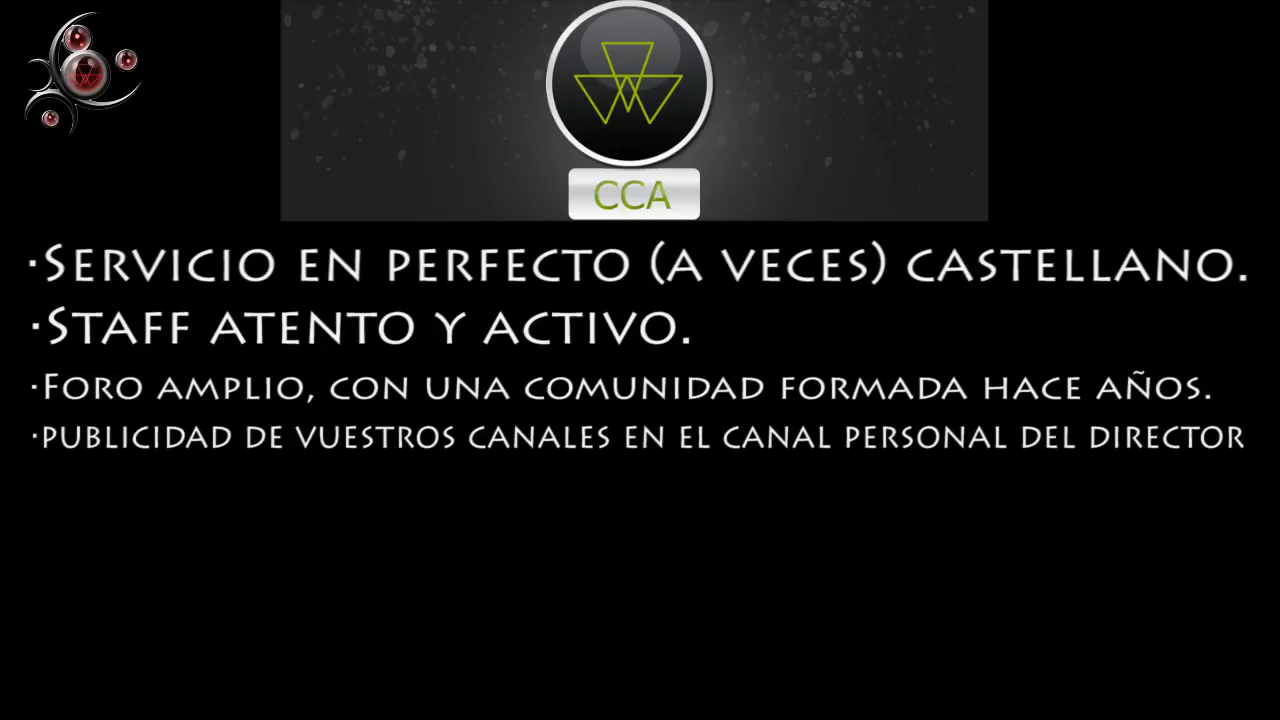 CCA
·Servicio en perfecto (a veces) castellano.
·Staff atento y activo.
·Foro amplio, con una comunidad formada hace años.
·publicidad de vuestros canales en el canal personal del director